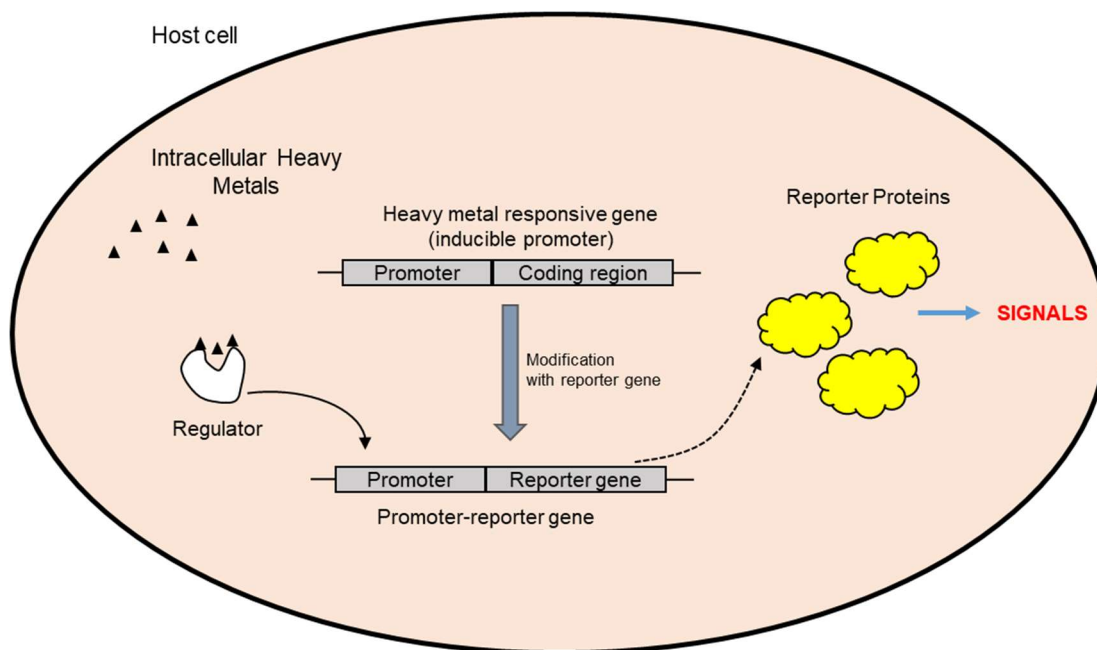 Host cell
Intracellular Heavy
Metals
Heavy metal responsive gene
(inducible promoter)
Promoter
Coding region
Reporter Proteins
SIGNALS
Modification
with reporter gene
Regulator
Promoter
Reporter gene
Promoter-reporter gene